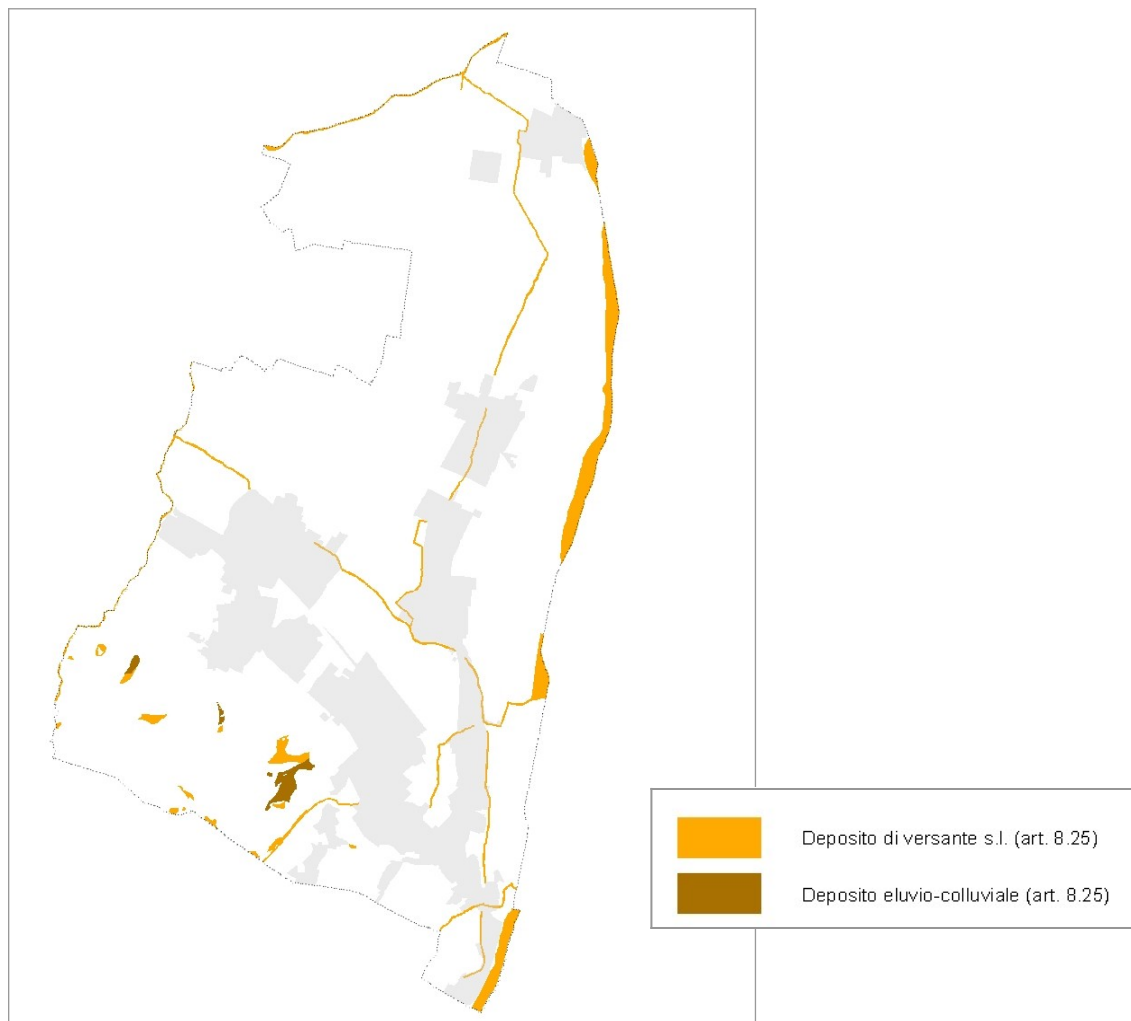 Deposito di versante s.l. (art. 8.25)
Deposito eluvio-colluviale (art. 8.25)